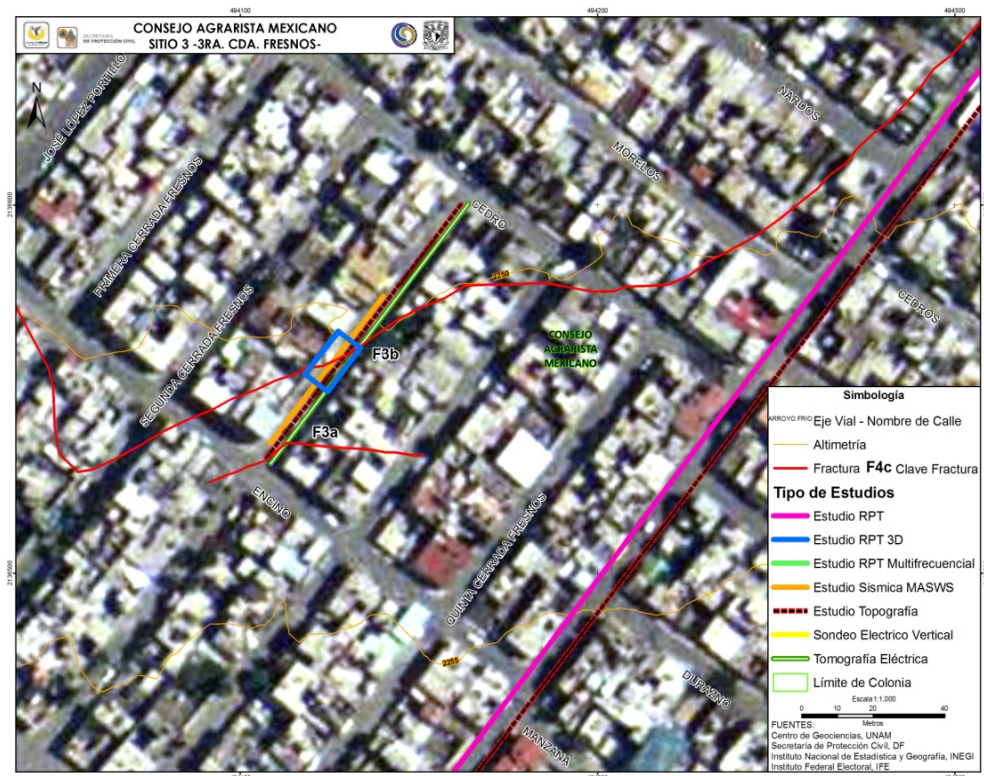 SECRETARÍA
DE PROTECCIÓN CIVIL
CONSEJO AGRARISTA MEXICANO
SITIO 3 -3RA. CDA. FRESNOS-
494100
494200
494300
N
JOSÉ LÓPEZ PORTILLO
NARDOS
MORELOS
PRIMERA CERRADA FRESNOS
2136600
CEDRO
2250
CEDROS
SEGUNDA CERRADA FRESNOS
CONSEJO
AGRARISTA
MEXICANO
F3b
F3a
ENCINO
QUINTA CERRADA FRESNOS
2136500
2255
DURAZNO
MANZANA
Simbología
ARROYO FRIO Eje Vial - Nombre de Calle
Altimetría
Fractura F4c Clave Fractura
Tipo de Estudios
Estudio RPT
Estudio RPT 3D
Estudio RPT Multifrecuencial
Estudio Sismica MASWS
Estudio Topografía
Sondeo Electrico Vertical
Tomografía Eléctrica
Límite de Colonia
Escala 1:1,000
0 10 20 40
Metros
FUENTES:
Centro de Geociencias, UNAM
Secretaría de Protección Civil, DF
Instituto Nacional de Estadística y Geografía, INEGI
Instituto Federal Electoral, IFE